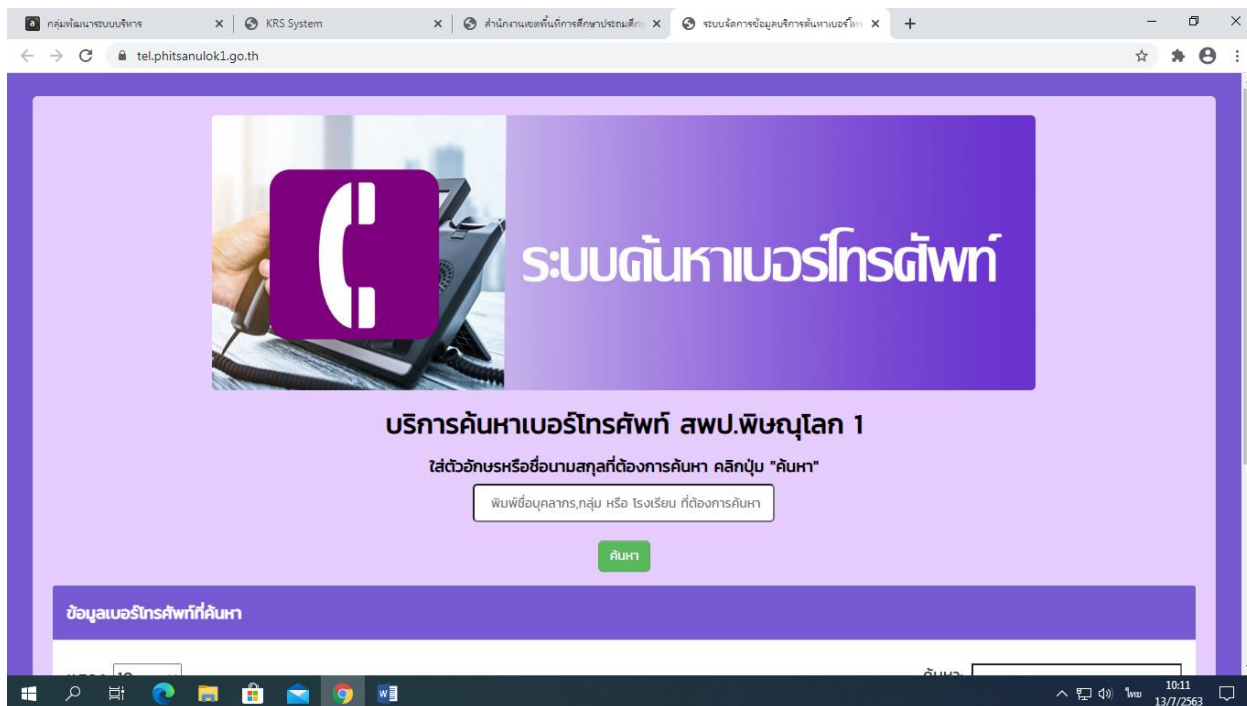 กลุ่มพัฒนาระบบบริหาร
KRS System
สำนักงานเขตพื้นที่การศึกษาประถมศึก
ระบบจัดการข้อมูลบริการค้นหาเบอร์โทร
tel.phitsanulok1.go.th
ระบบค้นหาเบอร์โทรศัพท์
บริการค้นหาเบอร์โทรศัพท์ สพป.พิษณุโลก 1
ใส่ตัวอักษรหรือชื่อนามสกุลที่ต้องการค้นหา คลิกปุ่ม "ค้นหา"
พิมพ์ชื่อบุคลากร,กลุ่ม หรือ โรงเรียน ที่ต้องการค้นหา
ค้นหา
ข้อมูลเบอร์โทรศัพท์ที่ค้นหา
ค้นหา:
ไทย
10:11
13/7/2563